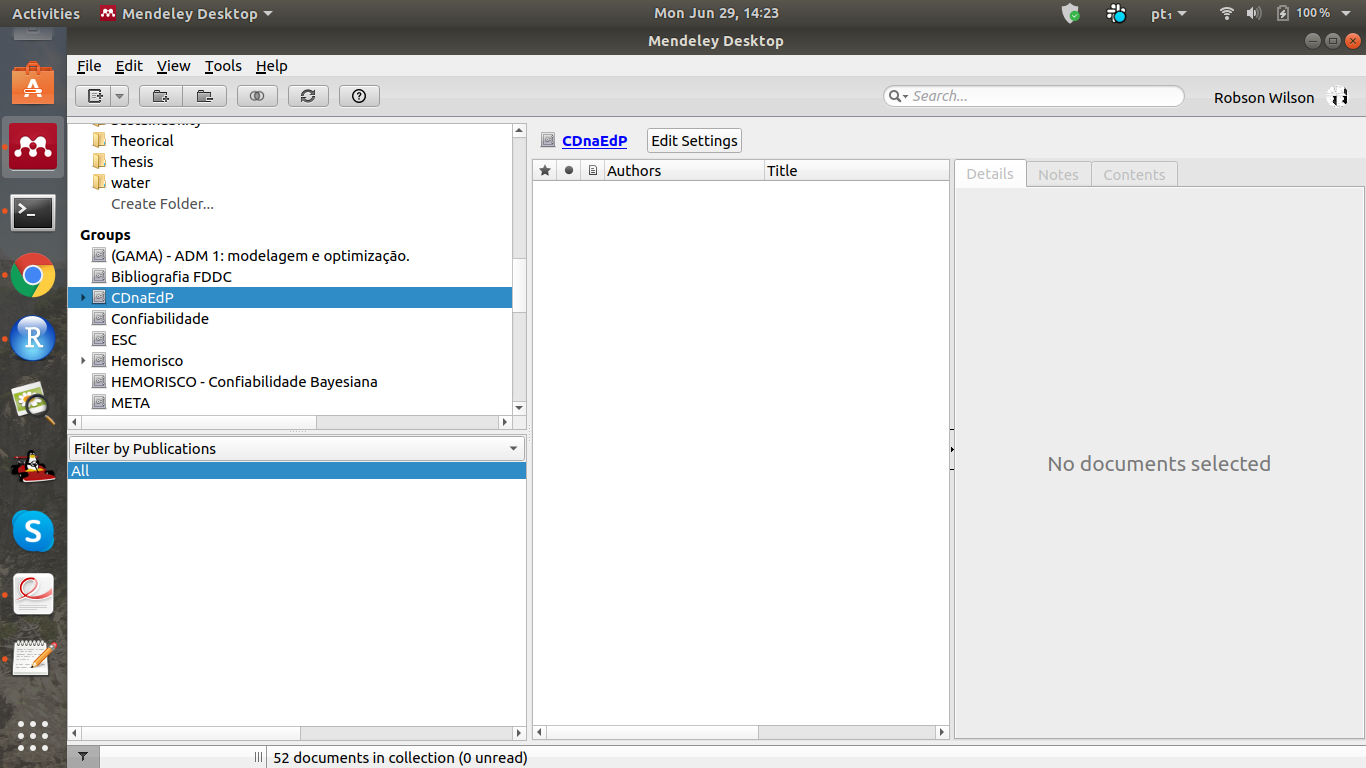 Activities Mendeley Desktop Mon Jun 29, 14:23 pt₁ 100 %
Mendeley Desktop
File Edit View Tools Help
Search... Robson Wilson
Sustainability
Theorical
Thesis
water
Create Folder...
Groups
(GAMA) - ADM 1: modelagem e optimização.
Bibliografia FDDC
CDnaEdP
Confiabilidade
ESC
Hemorisco
HEMORISCO - Confiabilidade Bayesiana
META
Filter by Publications
All
CDnaEdP Edit Settings
Authors Title
Details Notes Contents
No documents selected
52 documents in collection (0 unread)